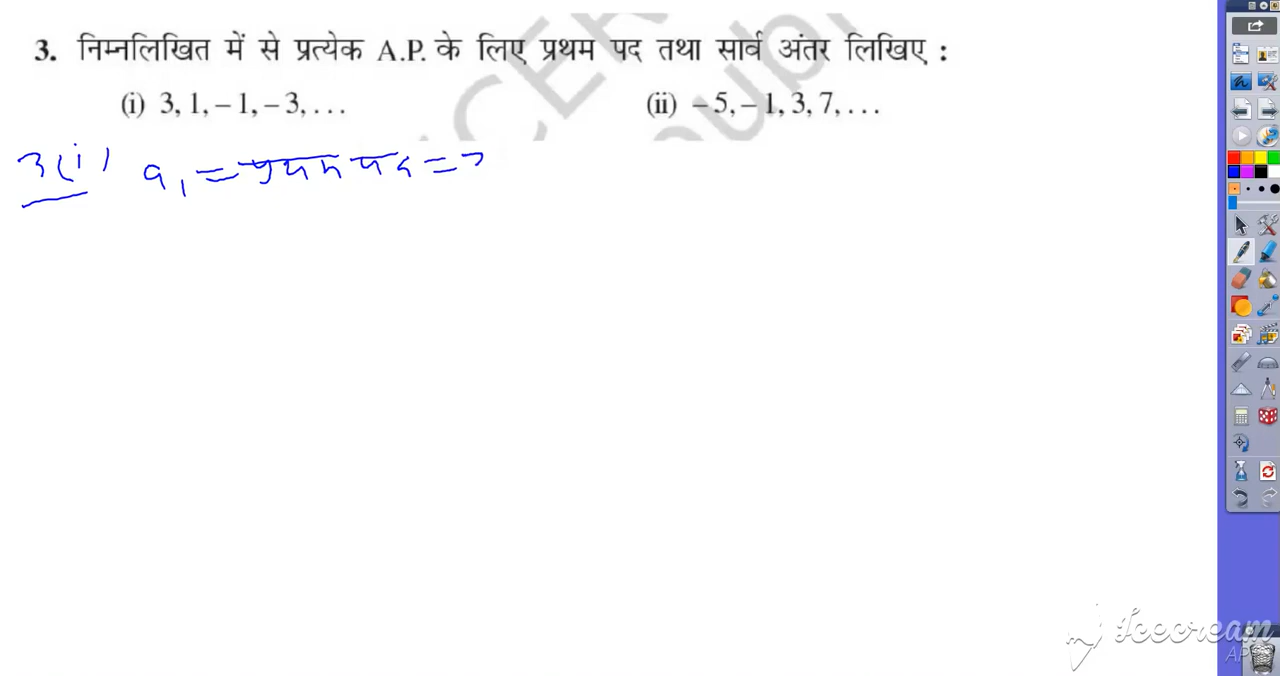 3. निम्नलिखित में से प्रत्येक A.P. के लिए प्रथम पद तथा सार्व अंतर लिखिए :
(i) 3, 1, – 1, – 3, . . . (ii) – 5, – 1, 3, 7, . . .
3(i) a₁ = प्रथम पद =
Icecream